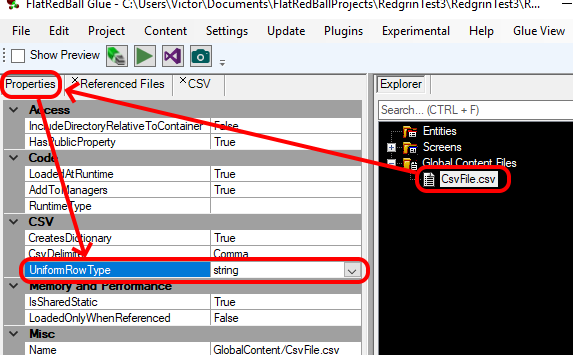 FlatRedBall Glue - C:\Users\Victor\Documents\FlatRedBallProjects\RedgrinTest3\RedgrinTest3\R...
File Edit Project Content Settings Update Plugins Experimental Help Glue View
Show Preview
Properties Referenced Files CSV
Access
IncludeDirectoryRelativeToContainer False
HasPublicProperty True
Code
LoadedAtRuntime True
AddToManagers True
RuntimeType
CSV
CreatesDictionary True
CsvDelimiter Comma
UniformRowType string
Memory and Performance
IsSharedStatic True
LoadedOnlyWhenReferenced False
Misc
Name GlobalContent/CsvFile.csv
Explorer
Search... (CTRL + F)
Entities
Screens
Global Content Files
CsvFile.csv